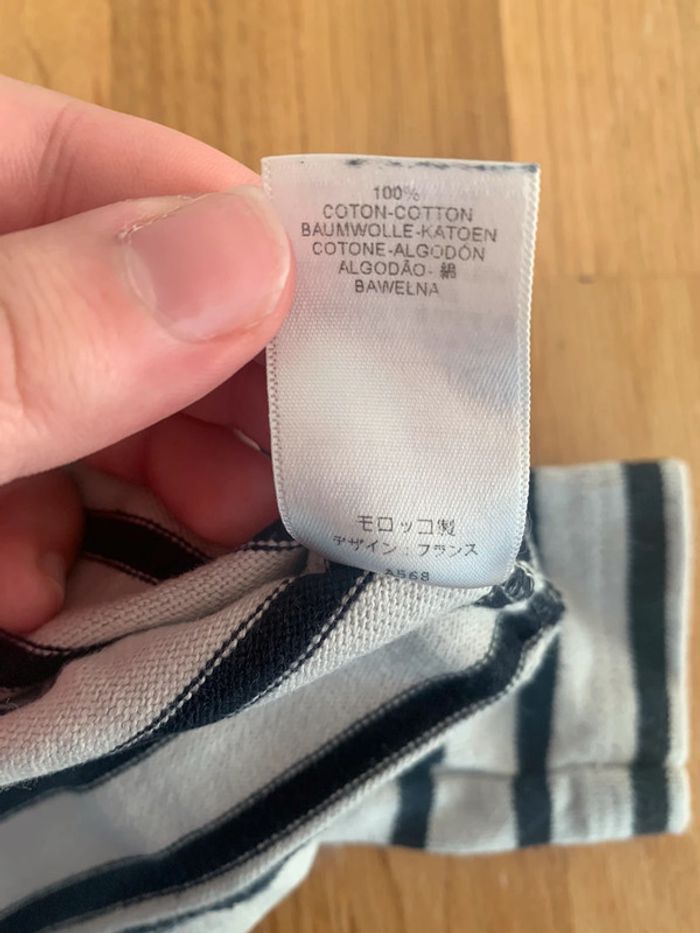 100%
COTON-COTTON
BAUMWOLLE-KATOEN
COTONE-ALGODÓN
ALGODÃO- 綿
BAWEŁNA
モロッコ製
デザイン : フランス